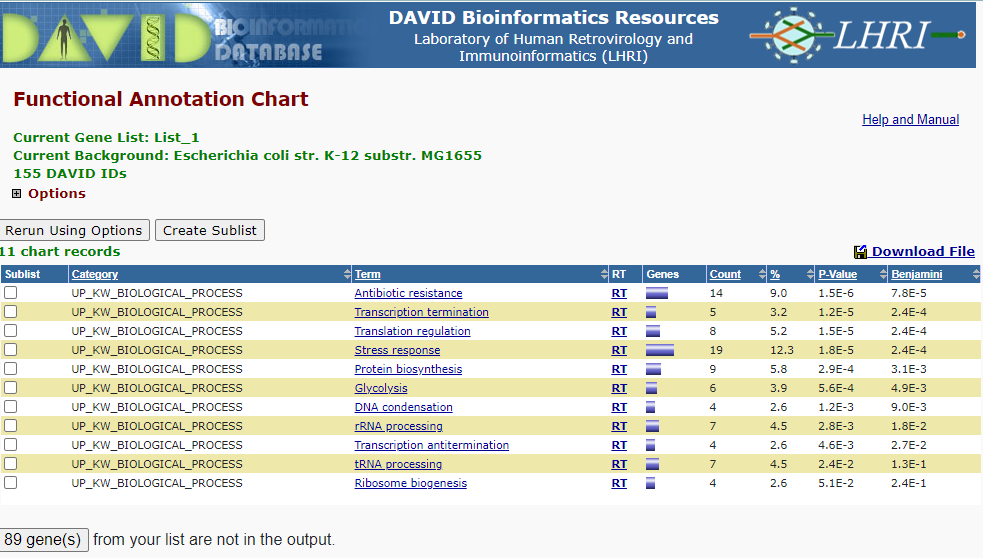 DAVID BIOINFORMATICS DATABASE
DAVID Bioinformatics Resources
Laboratory of Human Retrovirology and
Immunoinformatics (LHRI)
LHRI
Functional Annotation Chart
Help and Manual
Current Gene List: List_1
Current Background: Escherichia coli str. K-12 substr. MG1655
155 DAVID IDs
Options
Rerun Using Options Create Sublist
11 chart records Download File
Sublist Category Term RT Genes Count % P-Value Benjamini
UP_KW_BIOLOGICAL_PROCESS Antibiotic resistance RT 14 9.0 1.5E-6 7.8E-5
UP_KW_BIOLOGICAL_PROCESS Transcription termination RT 5 3.2 1.2E-5 2.4E-4
UP_KW_BIOLOGICAL_PROCESS Translation regulation RT 8 5.2 1.5E-5 2.4E-4
UP_KW_BIOLOGICAL_PROCESS Stress response RT 19 12.3 1.8E-5 2.4E-4
UP_KW_BIOLOGICAL_PROCESS Protein biosynthesis RT 9 5.8 2.9E-4 3.1E-3
UP_KW_BIOLOGICAL_PROCESS Glycolysis RT 6 3.9 5.6E-4 4.9E-3
UP_KW_BIOLOGICAL_PROCESS DNA condensation RT 4 2.6 1.2E-3 9.0E-3
UP_KW_BIOLOGICAL_PROCESS rRNA processing RT 7 4.5 2.8E-3 1.8E-2
UP_KW_BIOLOGICAL_PROCESS Transcription antitermination RT 4 2.6 4.6E-3 2.7E-2
UP_KW_BIOLOGICAL_PROCESS tRNA processing RT 7 4.5 2.4E-2 1.3E-1
UP_KW_BIOLOGICAL_PROCESS Ribosome biogenesis RT 4 2.6 5.1E-2 2.4E-1
89 gene(s) from your list are not in the output.